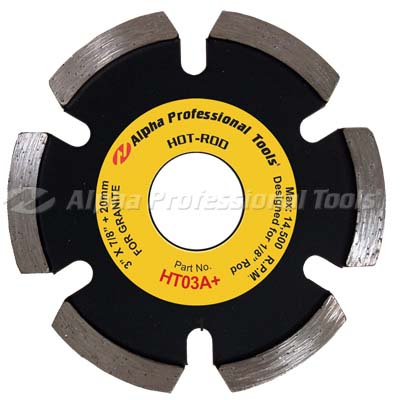 Alpha Professional Tools®
HOT-ROD
3" X 7/8" + 20mm
FOR GRANITE
Max: 14,500 R.P.M.
Designed for 1/8" Rod
Part No.
HT03A+
Alpha Professional Tools